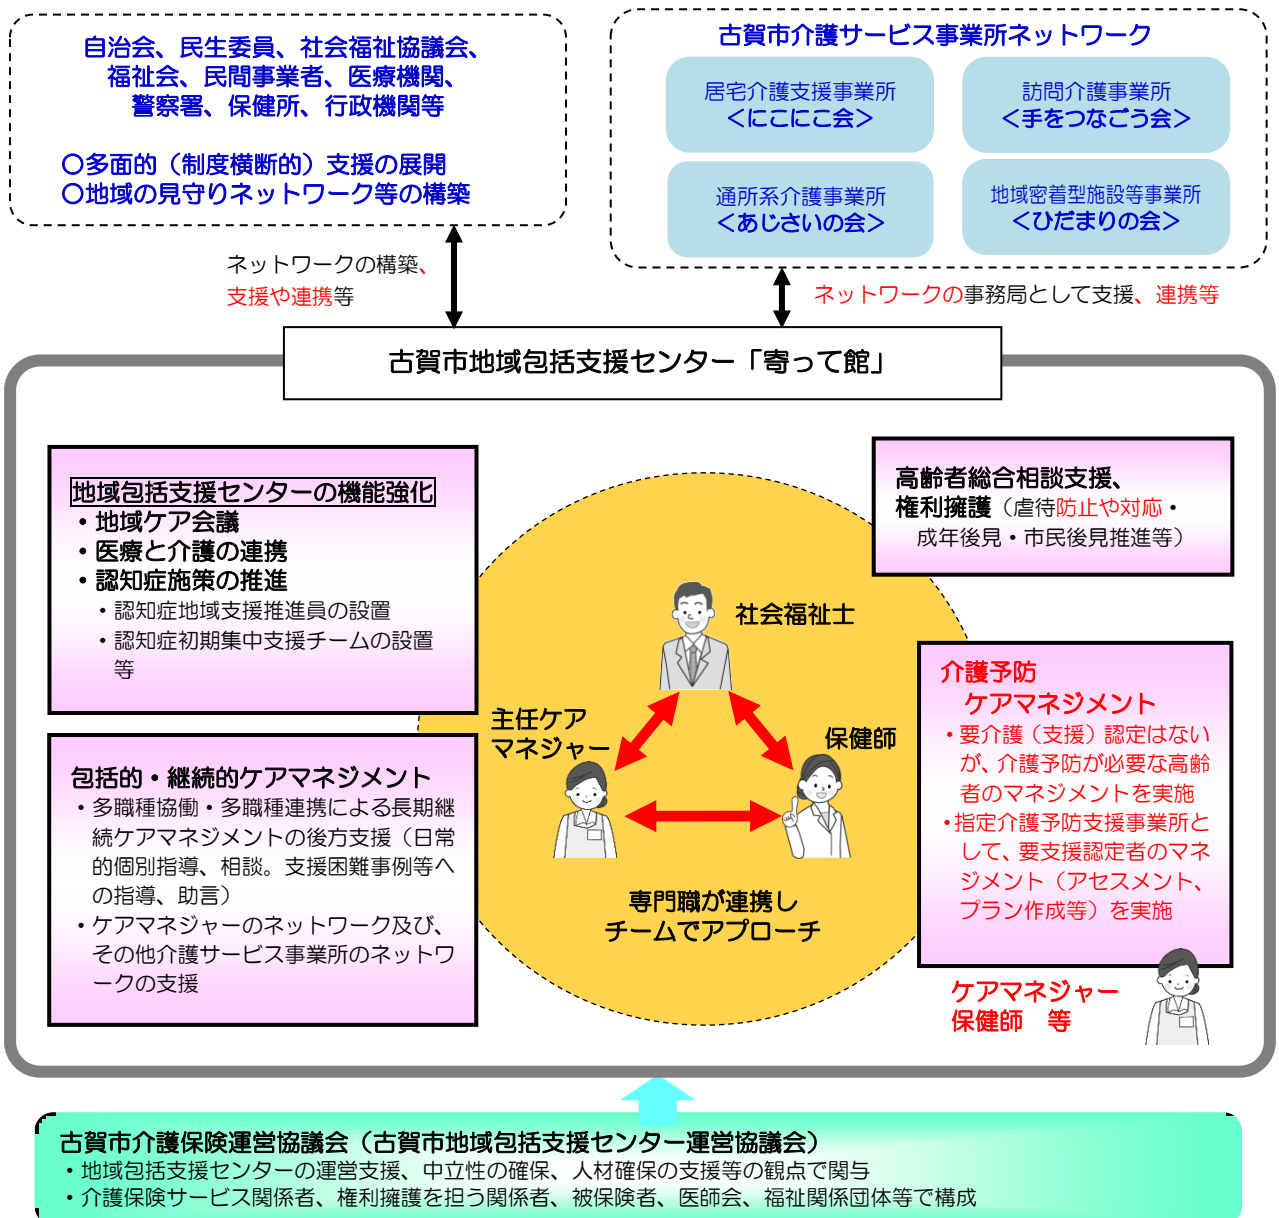 自治会、民生委員、社会福祉協議会、
福祉会、民間事業者、医療機関、
警察署、保健所、行政機関等
〇多面的（制度横断的）支援の展開
〇地域の見守りネットワーク等の構築
古賀市介護サービス事業所ネットワーク
居宅介護支援事業所
＜にこにこ会＞
訪問介護事業所
＜手をつなごう会＞
通所系介護事業所
＜あじさいの会＞
地域密着型施設等事業所
＜ひだまりの会＞
ネットワークの構築、
支援や連携等
ネットワークの事務局として支援、連携等
古賀市地域包括支援センター「寄って館」
地域包括支援センターの機能強化
・地域ケア会議
・医療と介護の連携
・認知症施策の推進
・認知症地域支援推進員の設置
・認知症初期集中支援チームの設置
等
高齢者総合相談支援、
権利擁護（虐待防止や対応・
成年後見・市民後見推進等）
社会福祉士
主任ケア
マネジャー
保健師
専門職が連携し
チームでアプローチ
包括的・継続的ケアマネジメント
・多職種協働・多職種連携による長期継
続ケアマネジメントの後方支援（日常
的個別指導、相談。支援困難事例等へ
の指導、助言）
・ケアマネジャーのネットワーク及び、
その他介護サービス事業所のネットワ
ークの支援
介護予防
ケアマネジメント
・要介護（支援）認定はない
が、介護予防が必要な高齢
者のマネジメントを実施
・指定介護予防支援事業所と
して、要支援認定者のマネ
ジメント（アセスメント、
プラン作成等）を実施
ケアマネジャー
保健師　等
古賀市介護保険運営協議会（古賀市地域包括支援センター運営協議会）
・地域包括支援センターの運営支援、中立性の確保、人材確保の支援等の観点で関与
・介護保険サービス関係者、権利擁護を担う関係者、被保険者、医師会、福祉関係団体等で構成